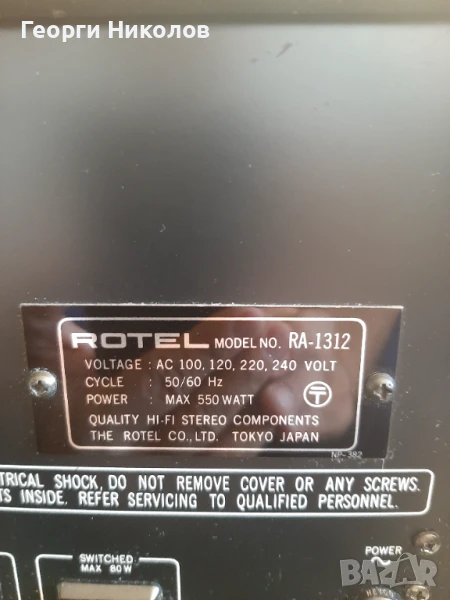 Георги Николов
ROTEL MODEL NO. RA-1312
VOLTAGE : AC 100, 120, 220, 240 VOLT
CYCLE : 50/60 Hz
POWER : MAX 550 WATT
QUALITY HI-FI STEREO COMPONENTS
THE ROTEL CO., LTD. TOKYO JAPAN
NP-382
TRICAL SHOCK, DO NOT REMOVE COVER OR ANY SCREWS.
TS INSIDE. REFER SERVICING TO QUALIFIED PERSONNEL.
SWITCHED
MAX 80W
POWER
BAZAR